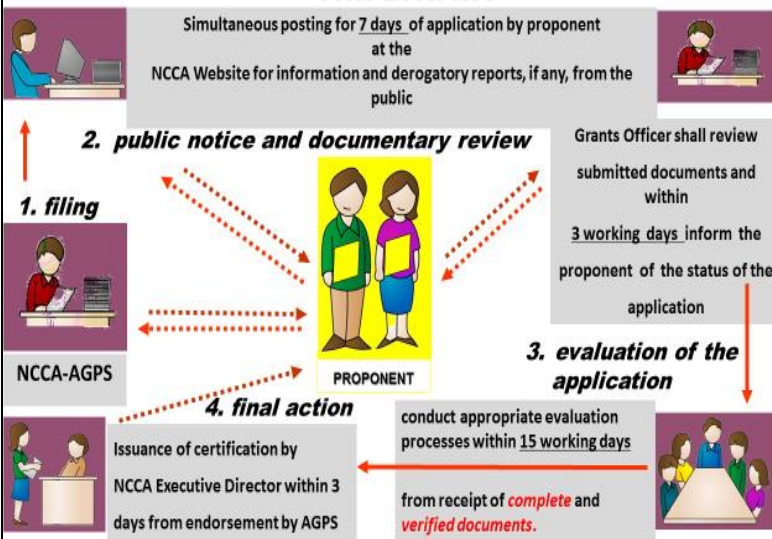 Simultaneous posting for 7 days of application by proponent
at the
NCCA Website for information and derogatory reports, if any, from the
public
2. public notice and documentary review
Grants Officer shall review
submitted documents and
within
3 working days inform the
proponent of the status of the
application
1. filing
NCCA-AGPS
PROPONENT
3. evaluation of the
application
conduct appropriate evaluation
processes within 15 working days
from receipt of complete and
verified documents.
4. final action
Issuance of certification by
NCCA Executive Director within 3
days from endorsement by AGPS